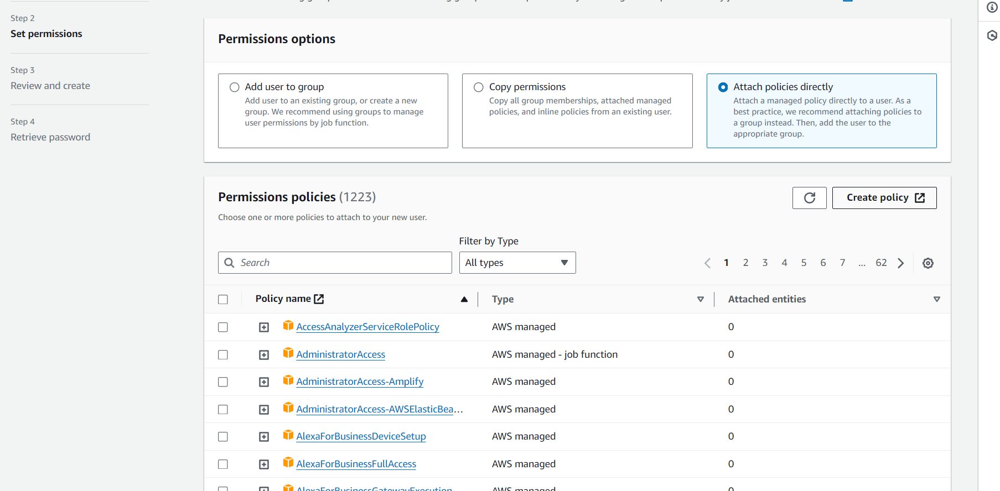 Step 2
Set permissions
Step 3
Review and create
Step 4
Retrieve password
Permissions options
Add user to group
Add user to an existing group, or create a new
group. We recommend using groups to manage
user permissions by job function.
Copy permissions
Copy all group memberships, attached managed
policies, and inline policies from an existing user.
Attach policies directly
Attach a managed policy directly to a user. As a
best practice, we recommend attaching policies to
a group instead. Then, add the user to the
appropriate group.
Permissions policies (1223)
Choose one or more policies to attach to your new user.
Create policy
Filter by Type
Search
All types
1 2 3 4 5 6 7 ... 62
Policy name Type Attached entities
AccessAnalyzerServiceRolePolicy AWS managed 0
AdministratorAccess AWS managed - job function 0
AdministratorAccess-Amplify AWS managed 0
AdministratorAccess-AWSElasticBea... AWS managed 0
AlexaForBusinessDeviceSetup AWS managed 0
AlexaForBusinessFullAccess AWS managed 0
AlexaForBusinessGatewayExecution AWS managed 0